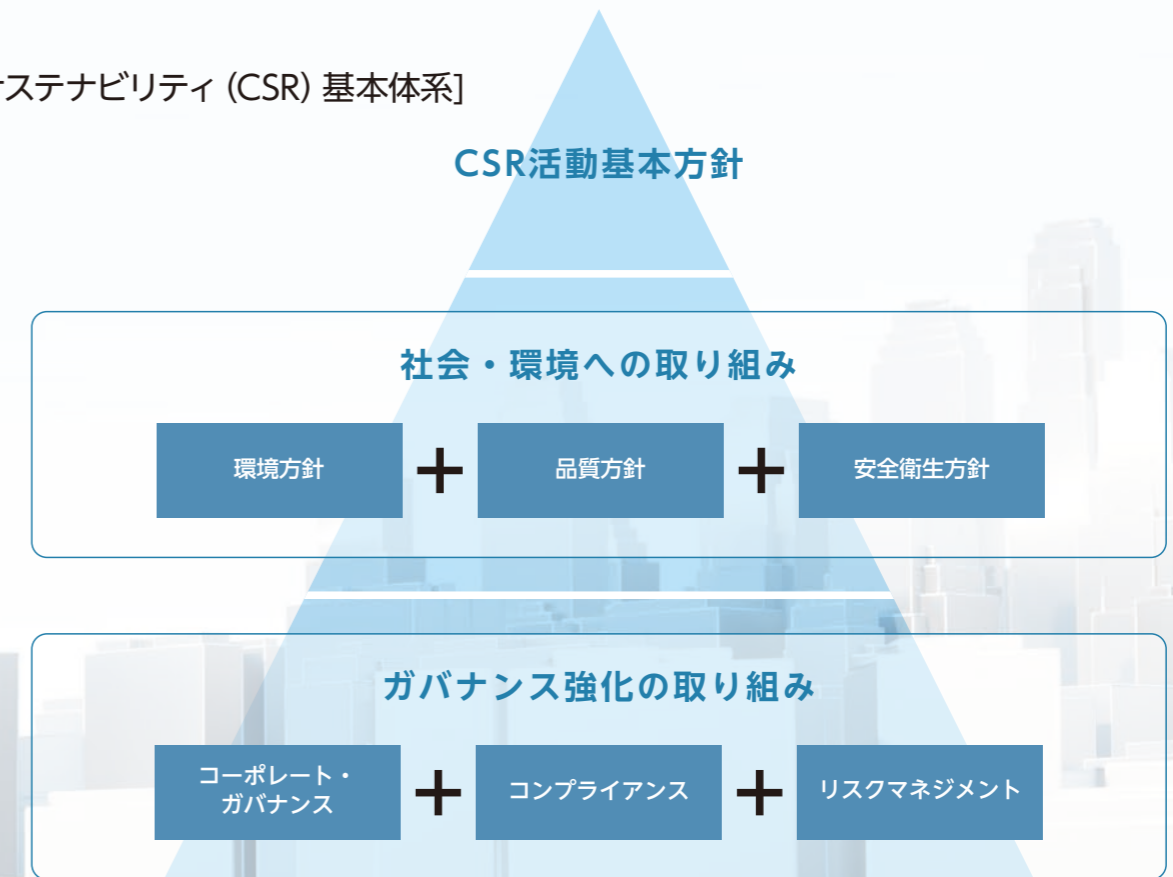 ステナビリティ (CSR) 基本体系]
CSR活動基本方針
社会・環境への取り組み
環境方針 + 品質方針 + 安全衛生方針
ガバナンス強化の取り組み
コーポレート・
ガバナンス + コンプライアンス + リスクマネジメント